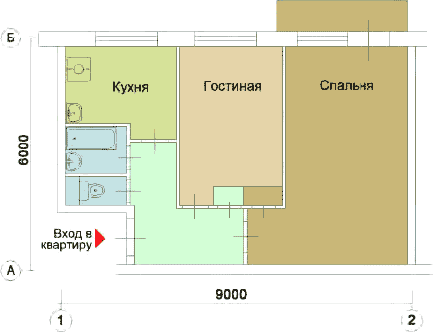 Б
Кухня
Гостиная
Спальня
6000
Вход в
квартиру
А
9000
1
2